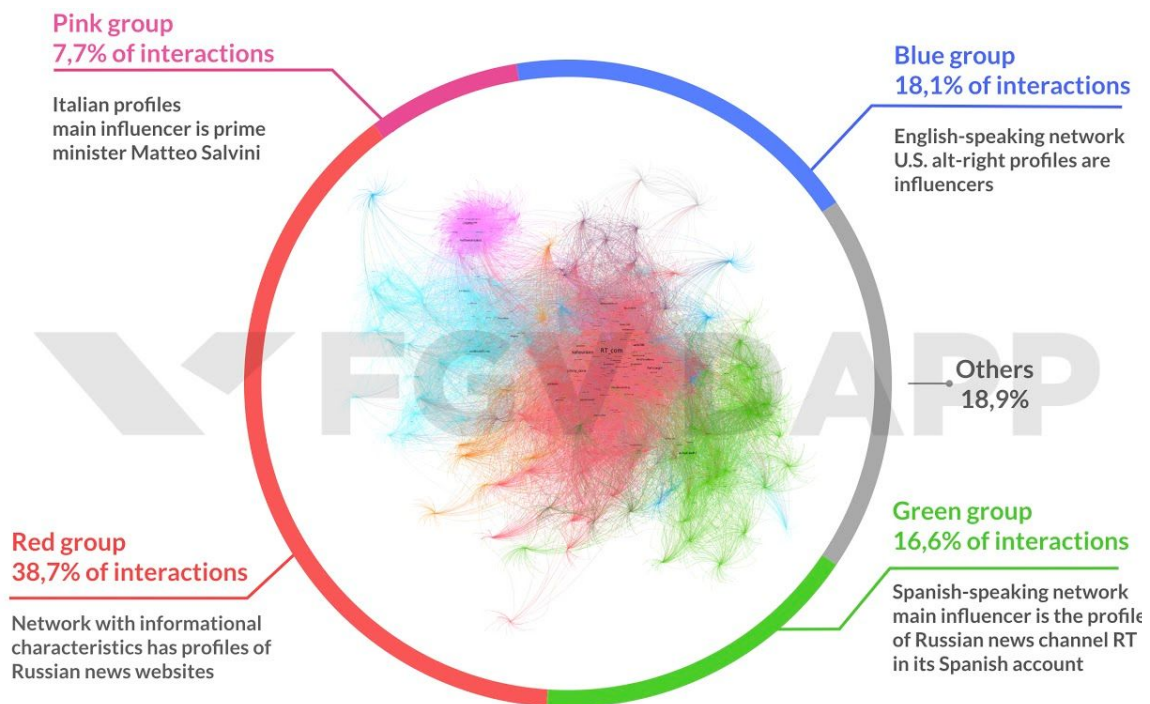 Pink group
7,7% of interactions
Italian profiles
main influencer is prime
minister Matteo Salvini
Blue group
18,1% of interactions
English-speaking network
U.S. alt-right profiles are
influencers
FGV DAPP
RT_com
Others
18,9%
Red group
38,7% of interactions
Network with informational
characteristics has profiles of
Russian news websites
Green group
16,6% of interactions
Spanish-speaking network
main influencer is the profile
of Russian news channel RT
in its Spanish account